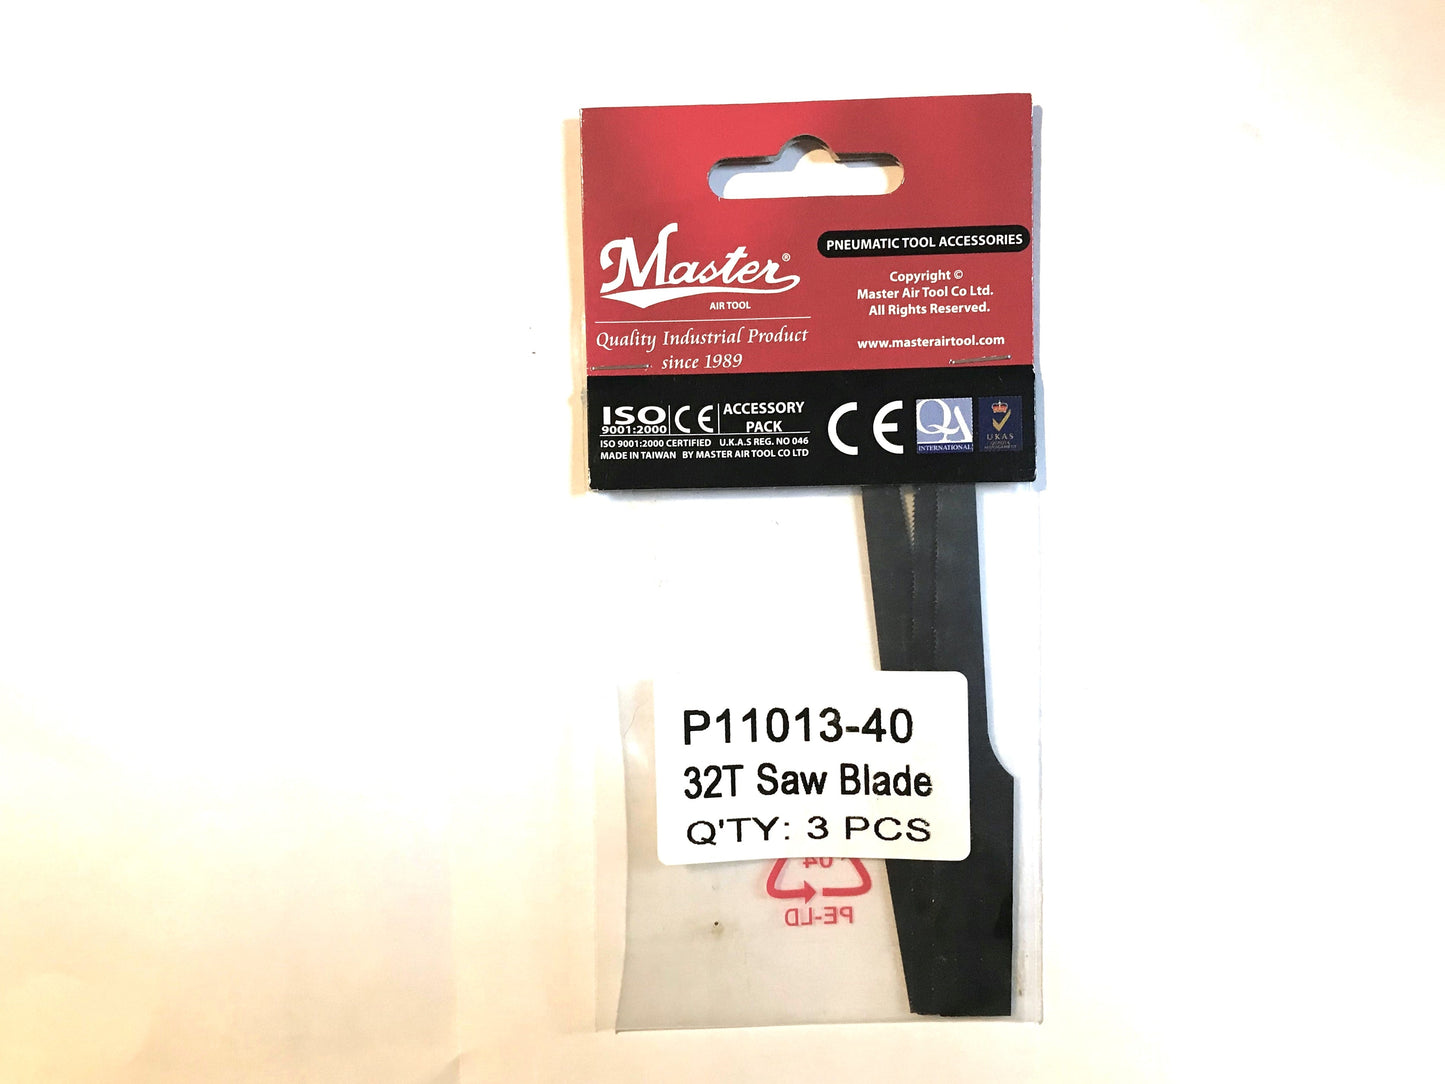 Master®
AIR TOOL
Quality Industrial Product
since 1989
PNEUMATIC TOOL ACCESSORIES
Copyright ©
Master Air Tool Co Ltd.
All Rights Reserved.
www.masterairtool.com
ISO
9001:2000
CE
ACCESSORY
PACK
ISO 9001:2000 CERTIFIED U.K.A.S REG. NO 046
MADE IN TAIWAN BY MASTER AIR TOOL CO LTD
CE
QA
INTERNATIONAL
UKAS
P11013-40
32T Saw Blade
Q'TY: 3 PCS
04
PE-LD